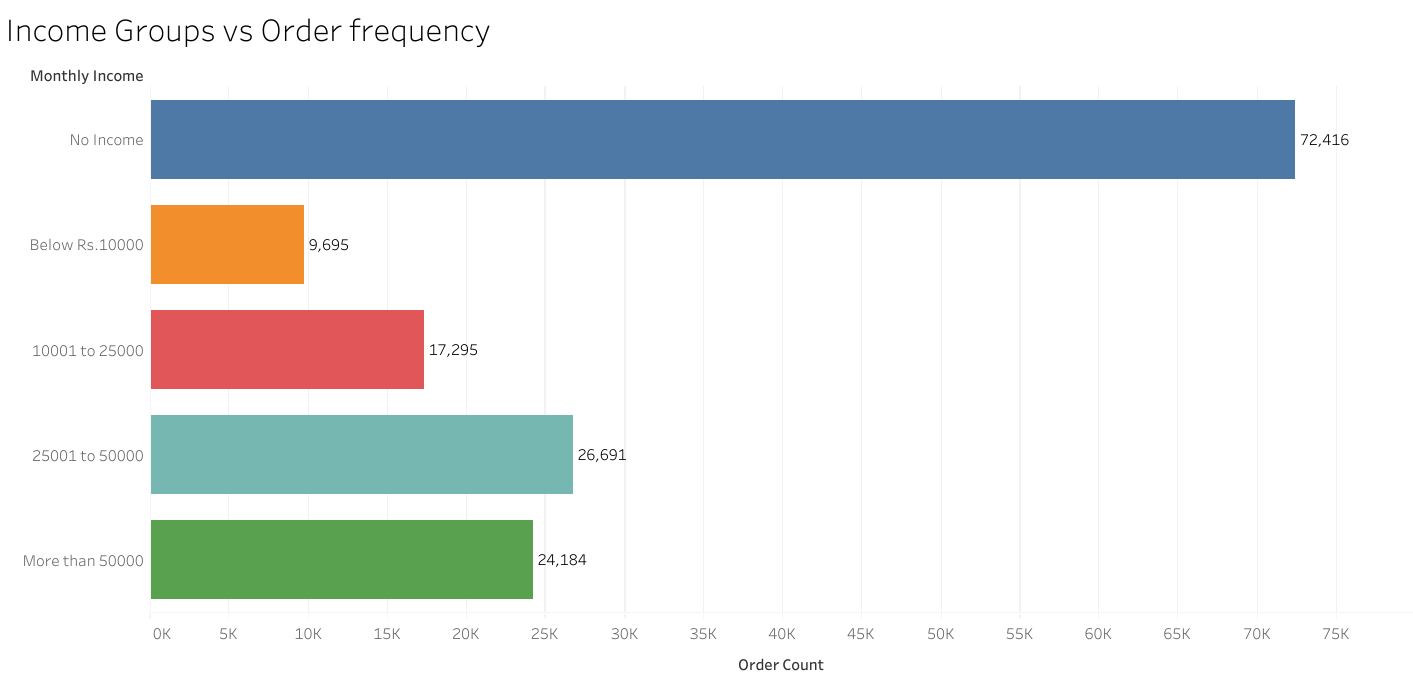 Income Groups vs Order frequency
Monthly Income
No Income 72,416
Below Rs.10000 9,695
10001 to 25000 17,295
25001 to 50000 26,691
More than 50000 24,184
0K 5K 10K 15K 20K 25K 30K 35K 40K 45K 50K 55K 60K 65K 70K 75K
Order Count